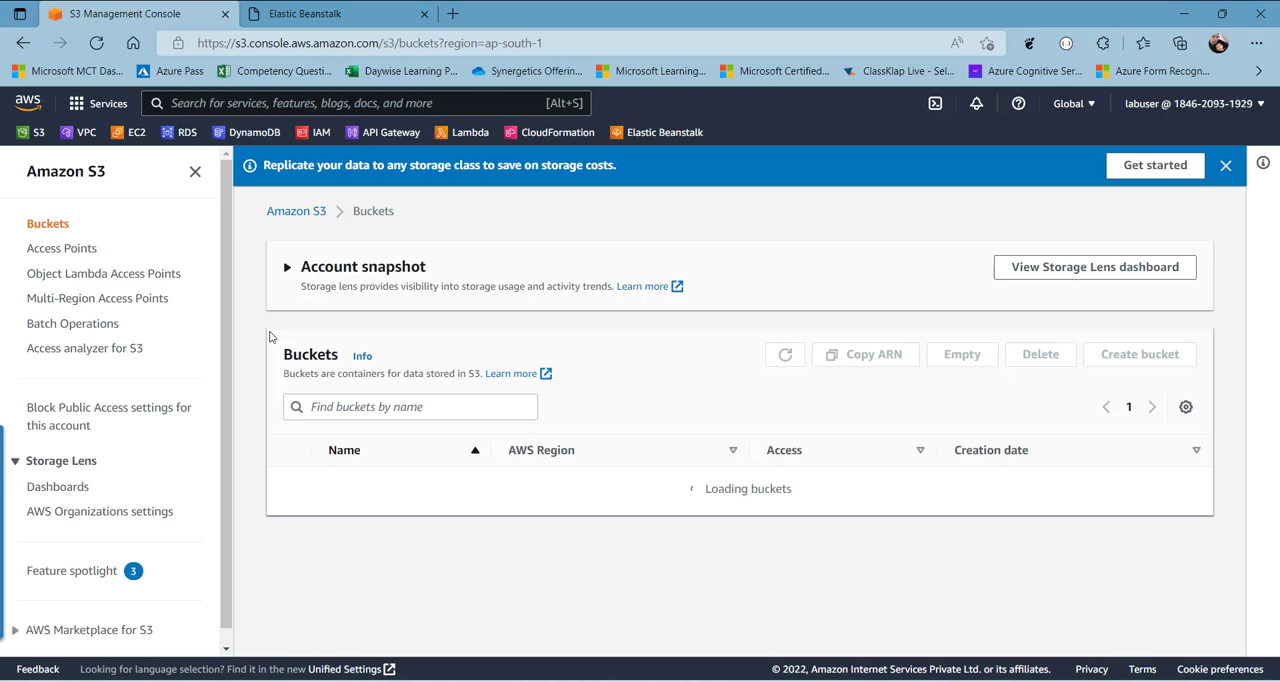 S3 Management Console
Elastic Beanstalk
https://s3.console.aws.amazon.com/s3/buckets?region=ap-south-1
Microsoft MCT Das...
Azure Pass
Competency Questi...
Daywise Learning P...
Synergetics Offerin...
Microsoft Learning...
Microsoft Certified...
ClassKlap Live - Sel...
Azure Cognitive Ser...
Azure Form Recogn...
aws
Services
Search for services, features, blogs, docs, and more
[Alt+S]
Global
labuser @ 1846-2093-1929
S3
VPC
EC2
RDS
DynamoDB
IAM
API Gateway
Lambda
CloudFormation
Elastic Beanstalk
Amazon S3
Buckets
Access Points
Object Lambda Access Points
Multi-Region Access Points
Batch Operations
Access analyzer for S3
Block Public Access settings for
this account
Storage Lens
Dashboards
AWS Organizations settings
Feature spotlight 3
AWS Marketplace for S3
Replicate your data to any storage class to save on storage costs.
Get started
Amazon S3
Buckets
Account snapshot
Storage lens provides visibility into storage usage and activity trends. Learn more
View Storage Lens dashboard
Buckets Info
Buckets are containers for data stored in S3. Learn more
Copy ARN
Empty
Delete
Create bucket
Find buckets by name
1
Name
AWS Region
Access
Creation date
Loading buckets
Feedback
Looking for language selection? Find it in the new Unified Settings
© 2022, Amazon Internet Services Private Ltd. or its affiliates.
Privacy
Terms
Cookie preferences